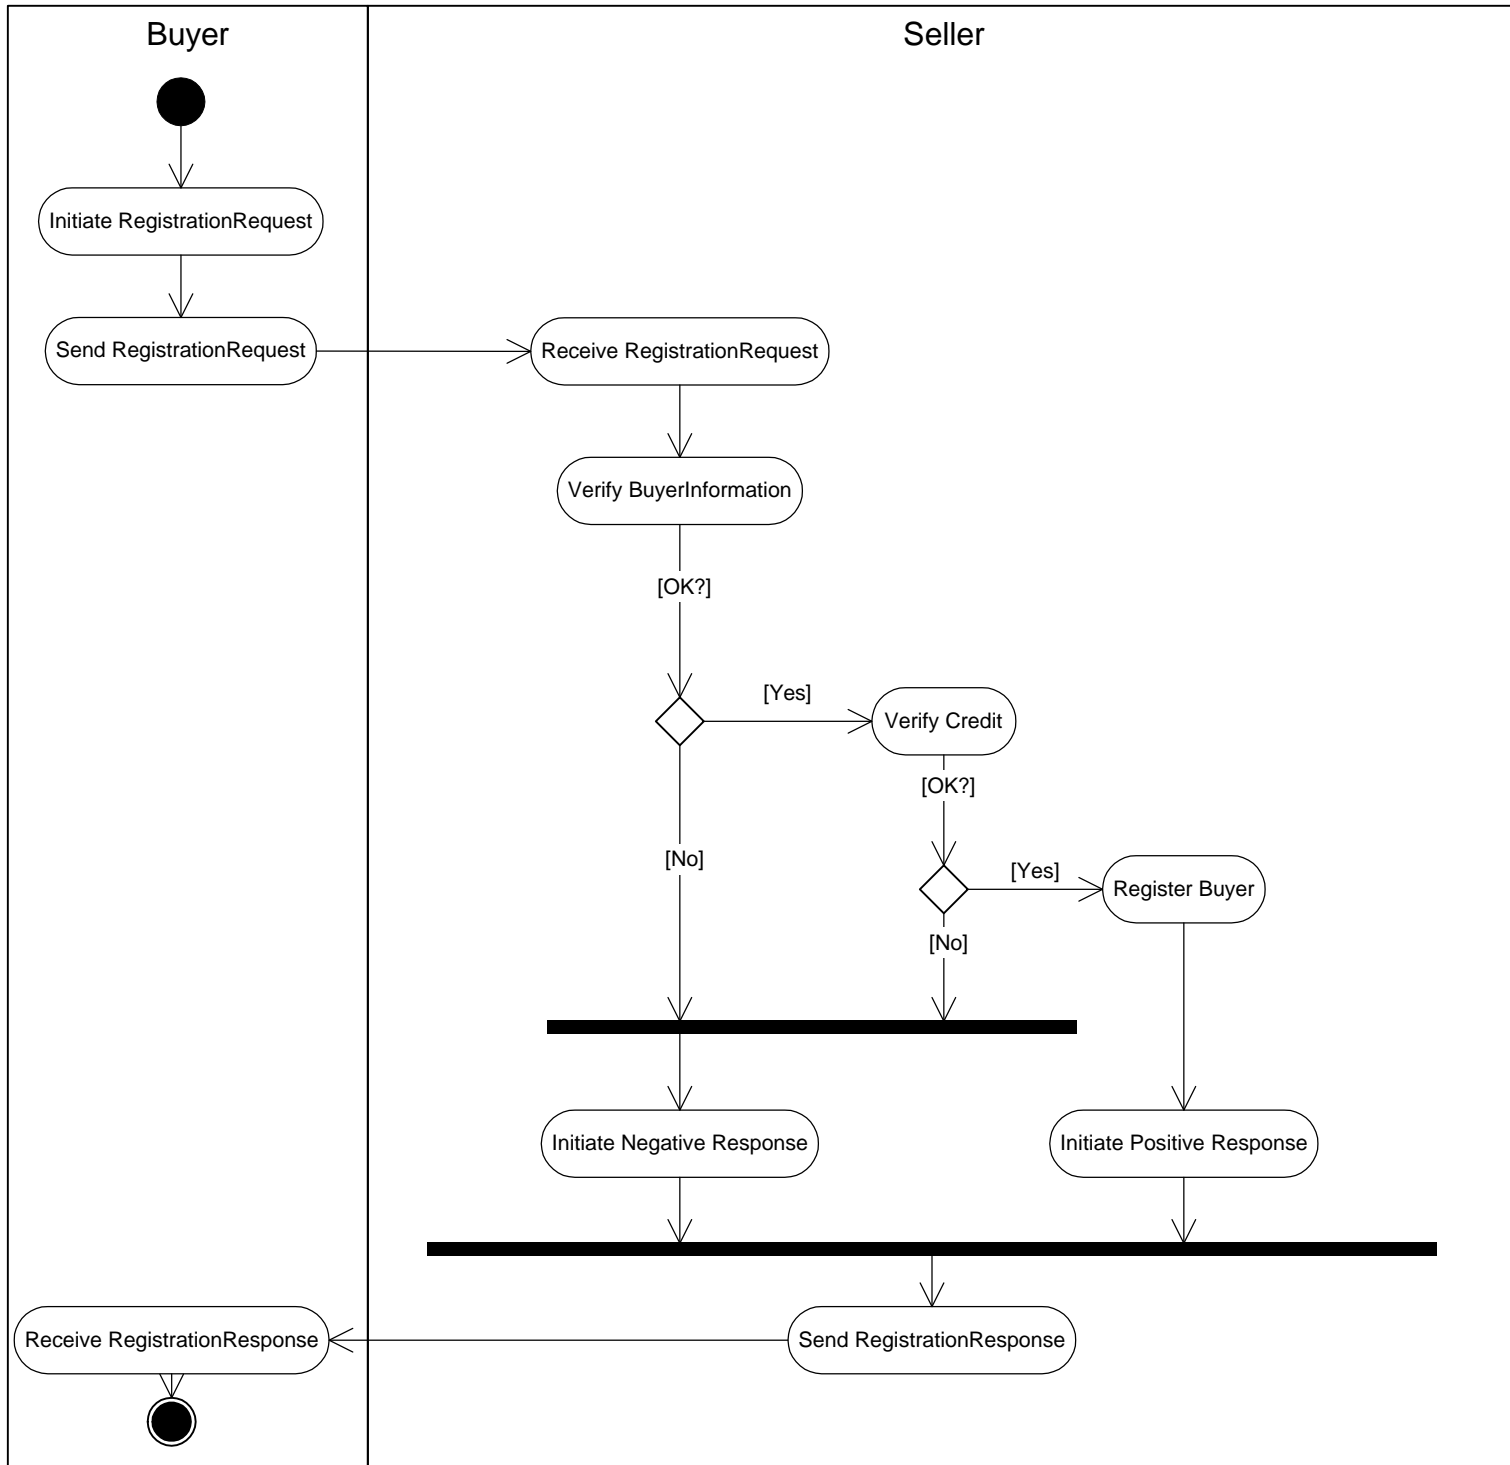 Buyer
Seller
Initiate RegistrationRequest
Send RegistrationRequest
Receive RegistrationRequest
Verify BuyerInformation
[OK?]
[Yes]
Verify Credit
[OK?]
[No]
[Yes]
Register Buyer
[No]
Initiate Negative Response
Initiate Positive Response
Receive RegistrationResponse
Send RegistrationResponse